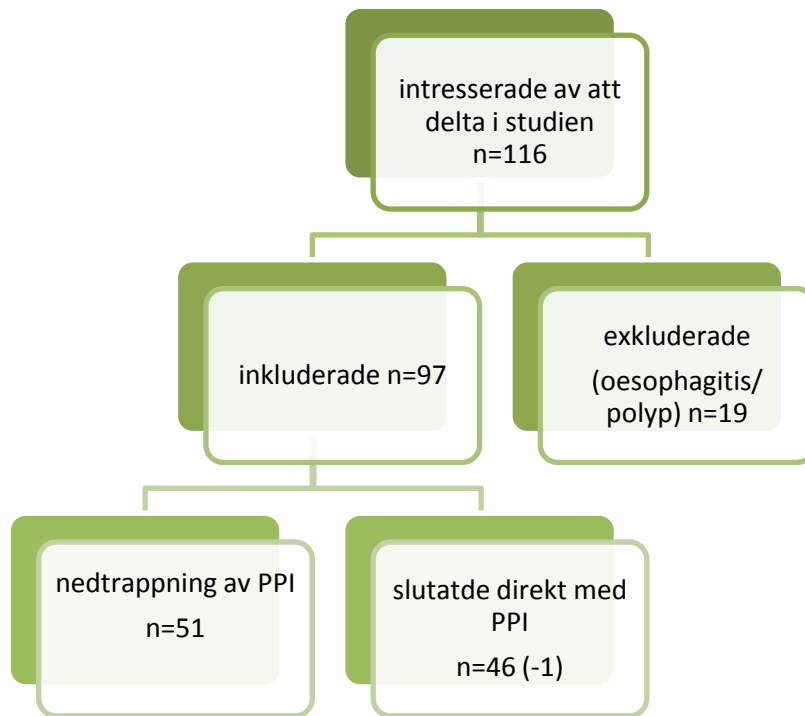 intresserade av att
delta i studien
n=116
inkluderade n=97
exkluderade
(oesophagitis/
polyp) n=19
nedtrappning av PPI
n=51
slutatde direkt med
PPI
n=46 (-1)